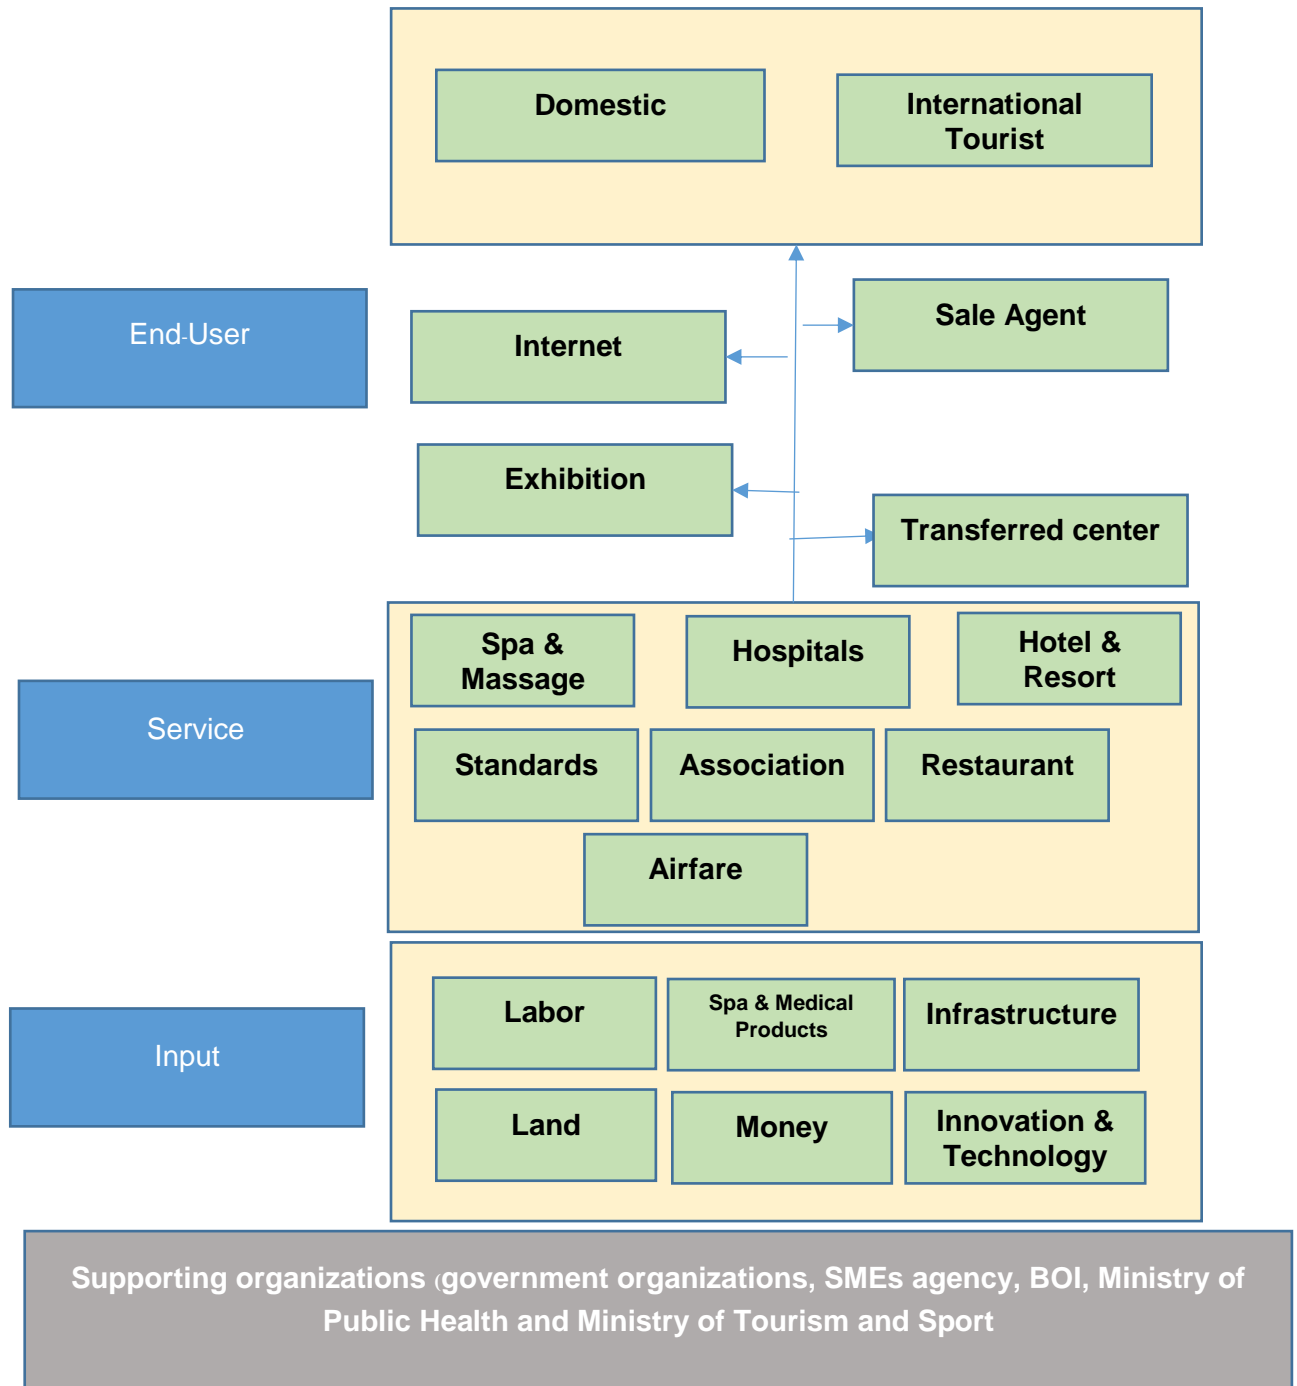 Domestic
International
Tourist
End-User
Internet
Sale Agent
Exhibition
Transferred center
Service
Spa &
Massage
Hospitals
Hotel &
Resort
Standards
Association
Restaurant
Airfare
Input
Labor
Spa & Medical
Products
Infrastructure
Land
Money
Innovation &
Technology
Supporting organizations (government organizations, SMEs agency, BOI, Ministry of
Public Health and Ministry of Tourism and Sport